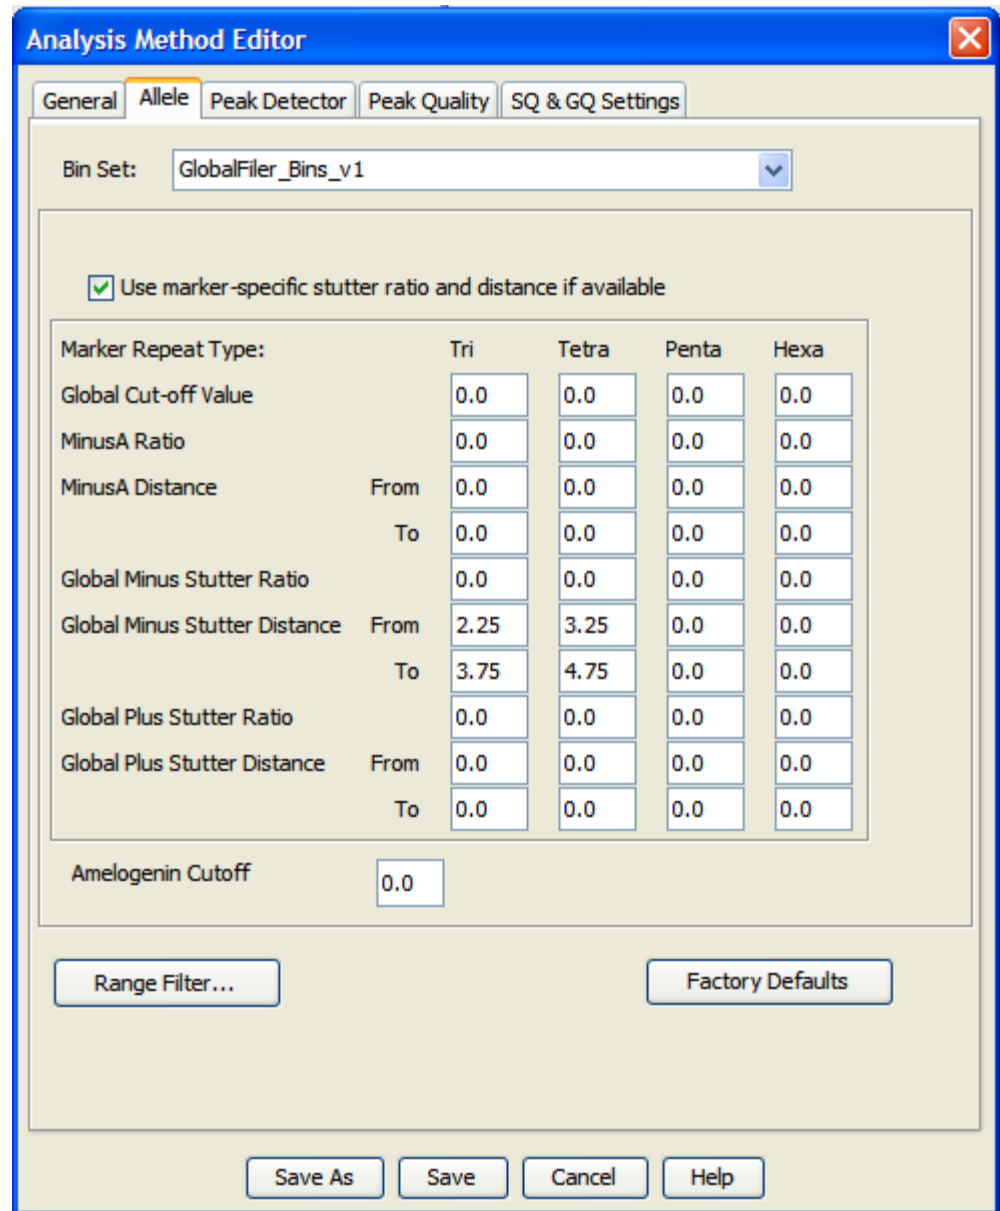 Analysis Method Editor
General Allele Peak Detector Peak Quality SQ & GQ Settings
Bin Set: GlobalFiler_Bins_v1
Use marker-specific stutter ratio and distance if available
Marker Repeat Type: Tri Tetra Penta Hexa
Global Cut-off Value 0.0 0.0 0.0 0.0
MinusA Ratio 0.0 0.0 0.0 0.0
MinusA Distance From 0.0 0.0 0.0 0.0
To 0.0 0.0 0.0 0.0
Global Minus Stutter Ratio 0.0 0.0 0.0 0.0
Global Minus Stutter Distance From 2.25 3.25 0.0 0.0
To 3.75 4.75 0.0 0.0
Global Plus Stutter Ratio 0.0 0.0 0.0 0.0
Global Plus Stutter Distance From 0.0 0.0 0.0 0.0
To 0.0 0.0 0.0 0.0
Amelogenin Cutoff 0.0
Range Filter... Factory Defaults
Save As Save Cancel Help